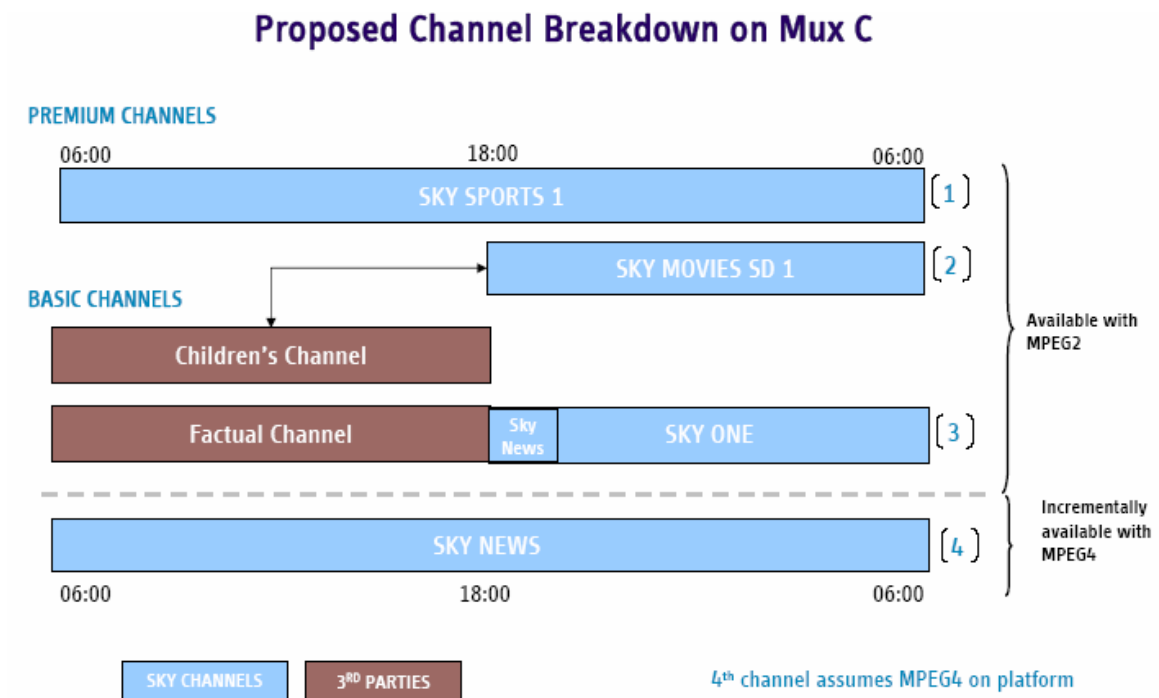 Proposed Channel Breakdown on Mux C
PREMIUM CHANNELS
06:00 18:00 06:00
SKY SPORTS 1 [1]
SKY MOVIES SD 1 [2]
BASIC CHANNELS
Available with
MPEG2
Children's Channel
Factual Channel
Sky
News
SKY ONE [3]
Incrementally
available with
MPEG4
SKY NEWS [4]
06:00 18:00 06:00
SKY CHANNELS
3RD PARTIES
4th channel assumes MPEG4 on platform